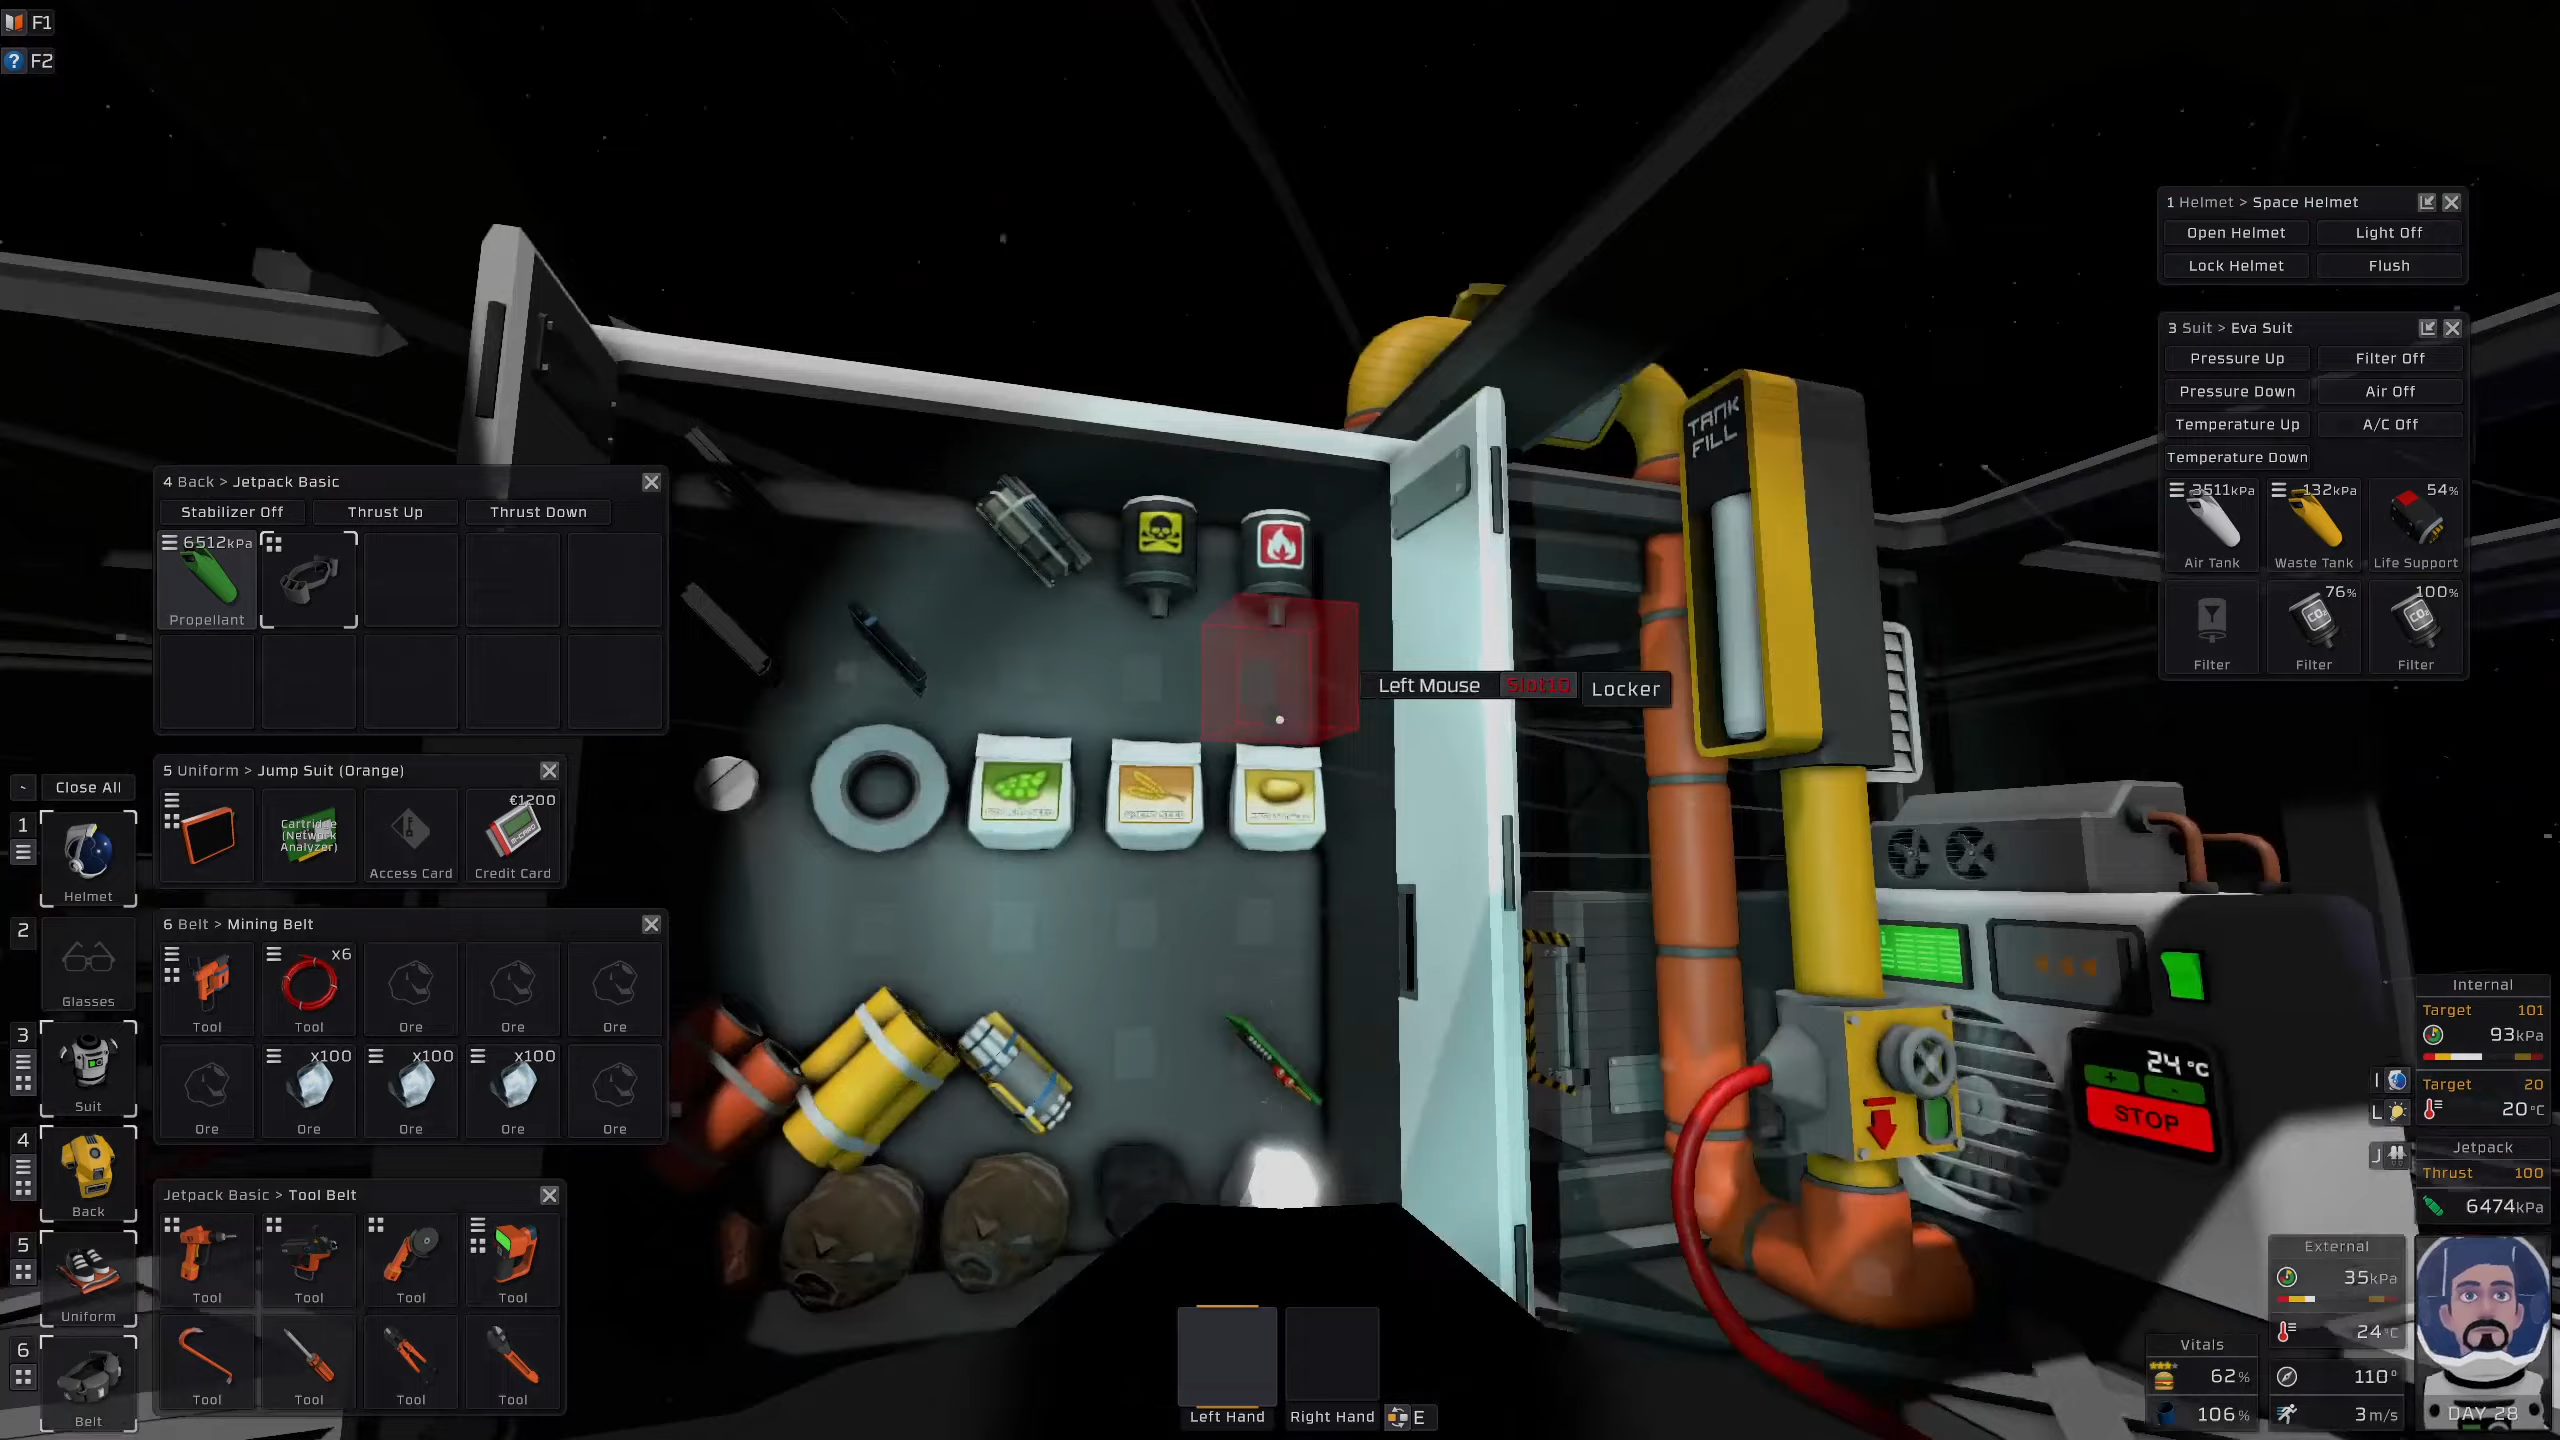 F1
? F2
1 Helmet > Space Helmet
Open Helmet Light Off
Lock Helmet Flush
3 Suit > Eva Suit
Pressure Up Filter Off
Pressure Down Air Off
Temperature Up A/C Off
Temperature Down
3511kPa 132kPa 54%
Air Tank Waste Tank Life Support
76% 100%
CO₂ CO₂
Filter Filter Filter
TANK
FILL
4 Back > Jetpack Basic
Stabilizer Off Thrust Up Thrust Down
6512kPa
Propellant
Left Mouse Slot10 Locker
5 Uniform > Jump Suit (Orange)
€1200
Cartridge
(Network
Analyzer)
Access Card Credit Card
6 Belt > Mining Belt
x6
Tool Tool Ore Ore Ore
x100 x100 x100
Ore Ore Ore Ore Ore
Jetpack Basic > Tool Belt
Tool Tool Tool Tool
Tool Tool Tool Tool
~ Close All
1
Helmet
2
Glasses
3
Suit
4
Back
5
Uniform
6
Belt
24 °C
+ -
STOP
Internal
Target 101
93kPa
Target 20
20°C
I
L
J
Jetpack
Thrust 100
6474kPa
External
35kPa
24°C
110°
3m/s
Vitals
62%
106%
DAY 28
Left Hand Right Hand E